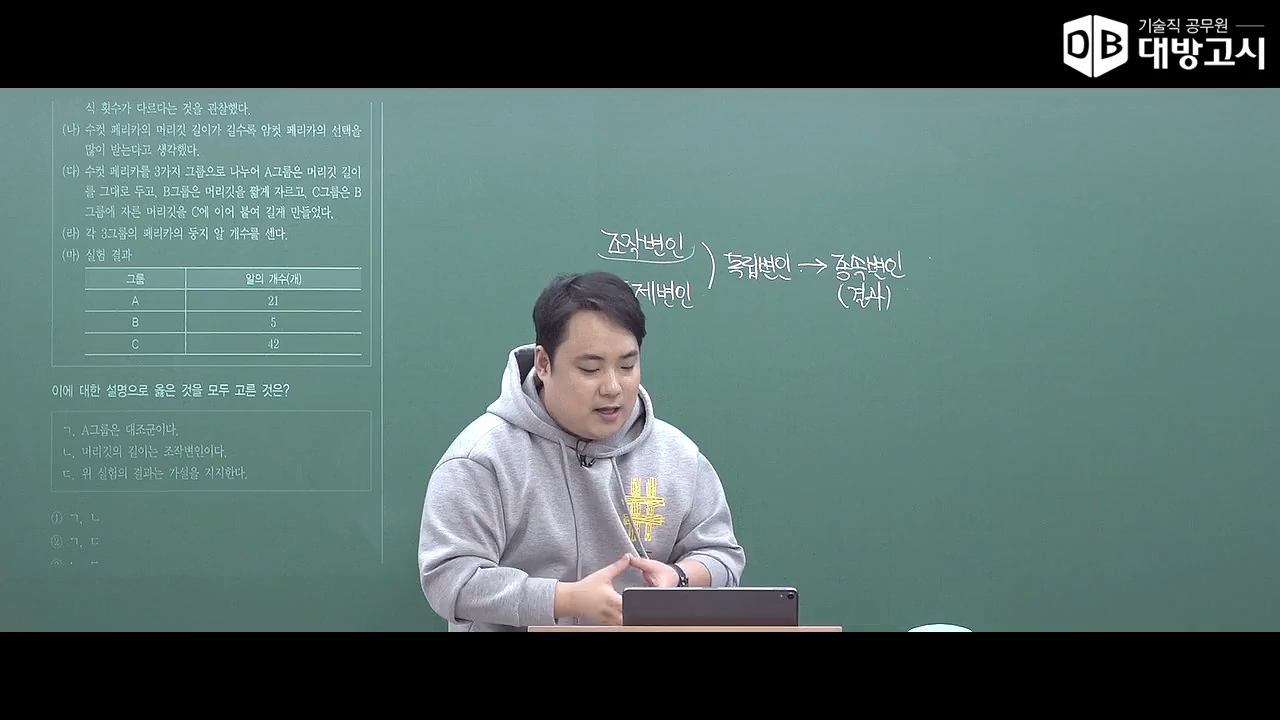 기술직 공무원
대방고시
DB
식 횟수가 다르다는 것을 관찰했다.
(나) 수컷 페리카의 머리깃 길이가 길수록 암컷 페리카의 선택을
많이 받는다고 생각했다.
(다) 수컷 페리카를 3가지 그룹으로 나누어 A그룹은 머리깃 길이
를 그대로 두고, B그룹은 머리깃을 짧게 자르고, C그룹은 B
그룹에 자른 머리깃을 C에 이어 붙여 길게 만들었다.
(라) 각 3그룹의 페리카의 둥지 알 개수를 센다.
(마) 실험 결과
그룹 알의 개수(개)
A 21
B 5
C 42
이에 대한 설명으로 옳은 것을 모두 고른 것은?
ㄱ. A그룹은 대조군이다.
ㄴ. 머리깃의 길이는 조작변인이다.
ㄷ. 위 실험의 결과는 가설을 지지한다.
① ㄱ, ㄴ
② ㄱ, ㄷ
조작변인
제변인
) 독립변인 → 종속변인
(결과)